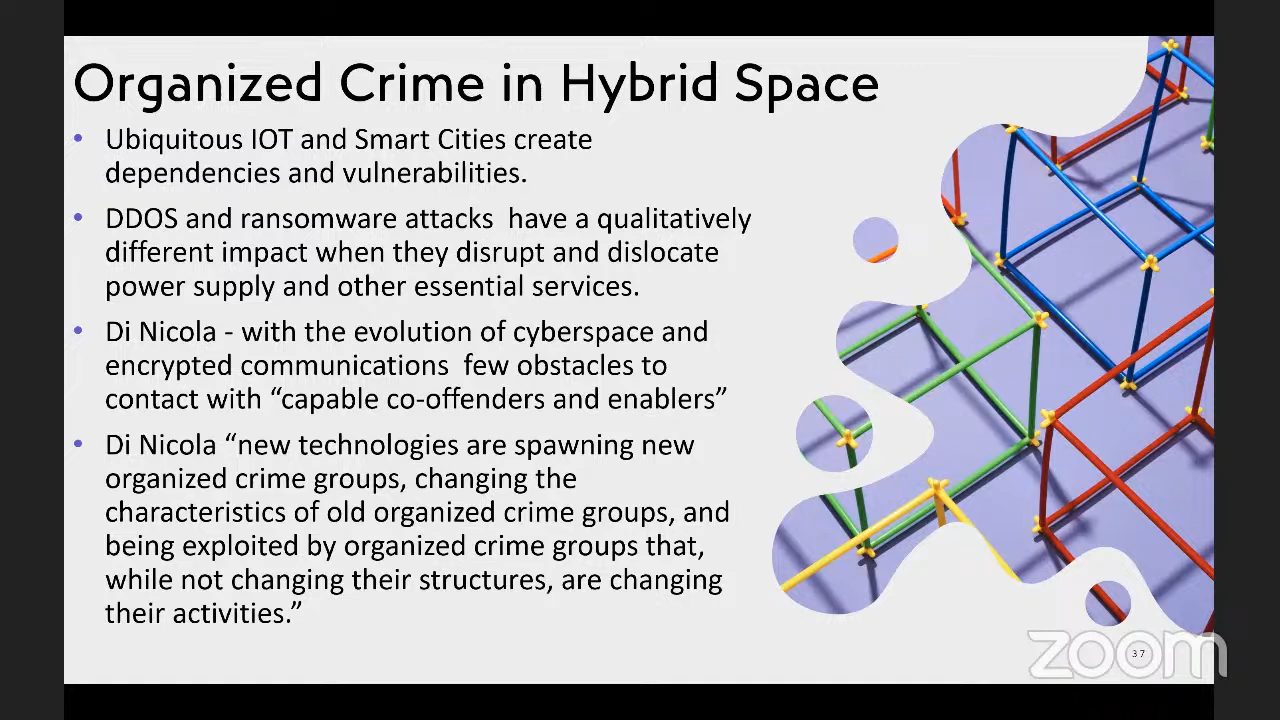 Organized Crime in Hybrid Space
• Ubiquitous IOT and Smart Cities create
dependencies and vulnerabilities.
• DDOS and ransomware attacks  have a qualitatively
different impact when they disrupt and dislocate
power supply and other essential services.
• Di Nicola - with the evolution of cyberspace and
encrypted communications  few obstacles to
contact with “capable co-offenders and enablers”
• Di Nicola “new technologies are spawning new
organized crime groups, changing the
characteristics of old organized crime groups, and
being exploited by organized crime groups that,
while not changing their structures, are changing
their activities.”
37
zoom